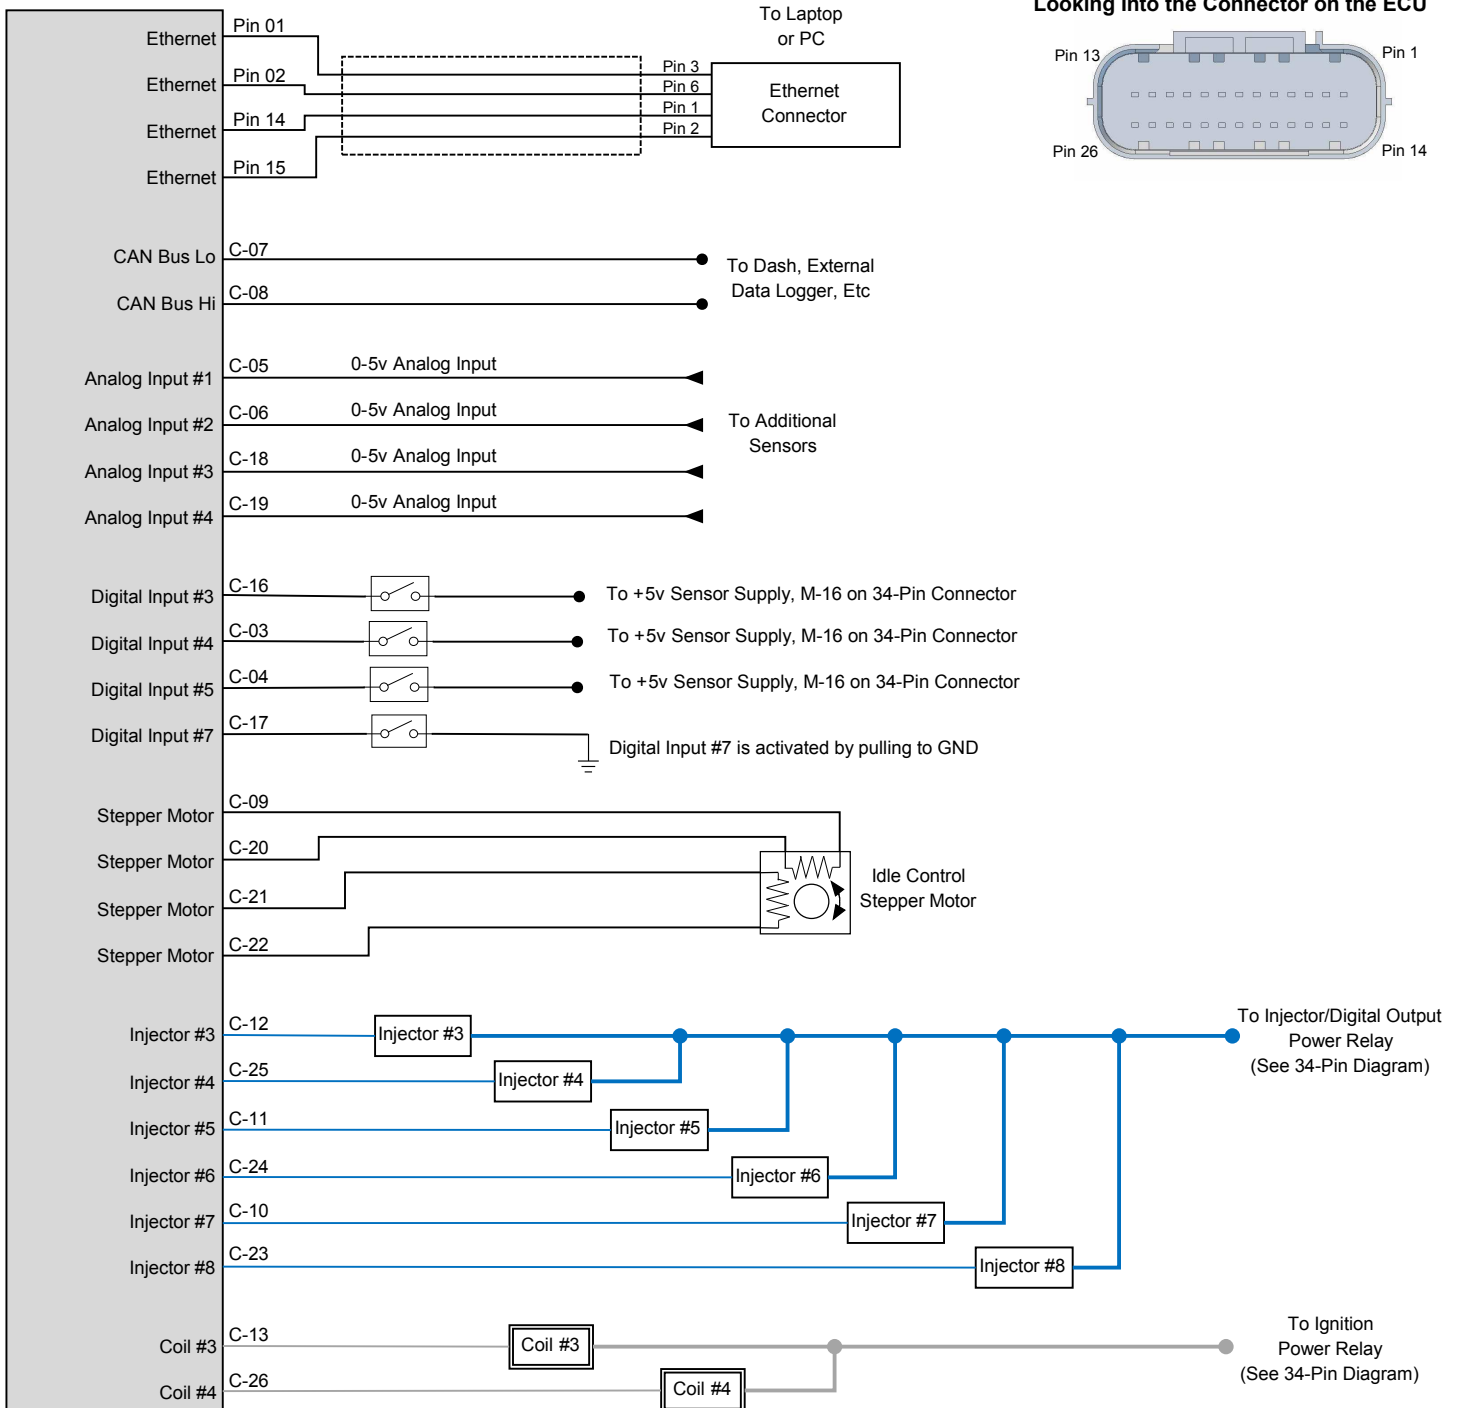 Looking Into the Connector on the ECU
Pin 13
Pin 1
Pin 26
Pin 14
To Laptop
or PC
Ethernet
Pin 01
Ethernet
Pin 02
Ethernet
Pin 14
Ethernet
Pin 15
Pin 3
Pin 6
Pin 1
Pin 2
Ethernet
Connector
CAN Bus Lo
C-07
CAN Bus Hi
C-08
To Dash, External
Data Logger, Etc
Analog Input #1
C-05
0-5v Analog Input
Analog Input #2
C-06
0-5v Analog Input
Analog Input #3
C-18
0-5v Analog Input
Analog Input #4
C-19
0-5v Analog Input
To Additional
Sensors
Digital Input #3
C-16
To +5v Sensor Supply, M-16 on 34-Pin Connector
Digital Input #4
C-03
To +5v Sensor Supply, M-16 on 34-Pin Connector
Digital Input #5
C-04
To +5v Sensor Supply, M-16 on 34-Pin Connector
Digital Input #7
C-17
Digital Input #7 is activated by pulling to GND
Stepper Motor
C-09
Stepper Motor
C-20
Stepper Motor
C-21
Stepper Motor
C-22
Idle Control
Stepper Motor
Injector #3
C-12
Injector #3
Injector #4
C-25
Injector #4
Injector #5
C-11
Injector #5
Injector #6
C-24
Injector #6
Injector #7
C-10
Injector #7
Injector #8
C-23
Injector #8
To Injector/Digital Output
Power Relay
(See 34-Pin Diagram)
Coil #3
C-13
Coil #3
Coil #4
C-26
Coil #4
To Ignition
Power Relay
(See 34-Pin Diagram)